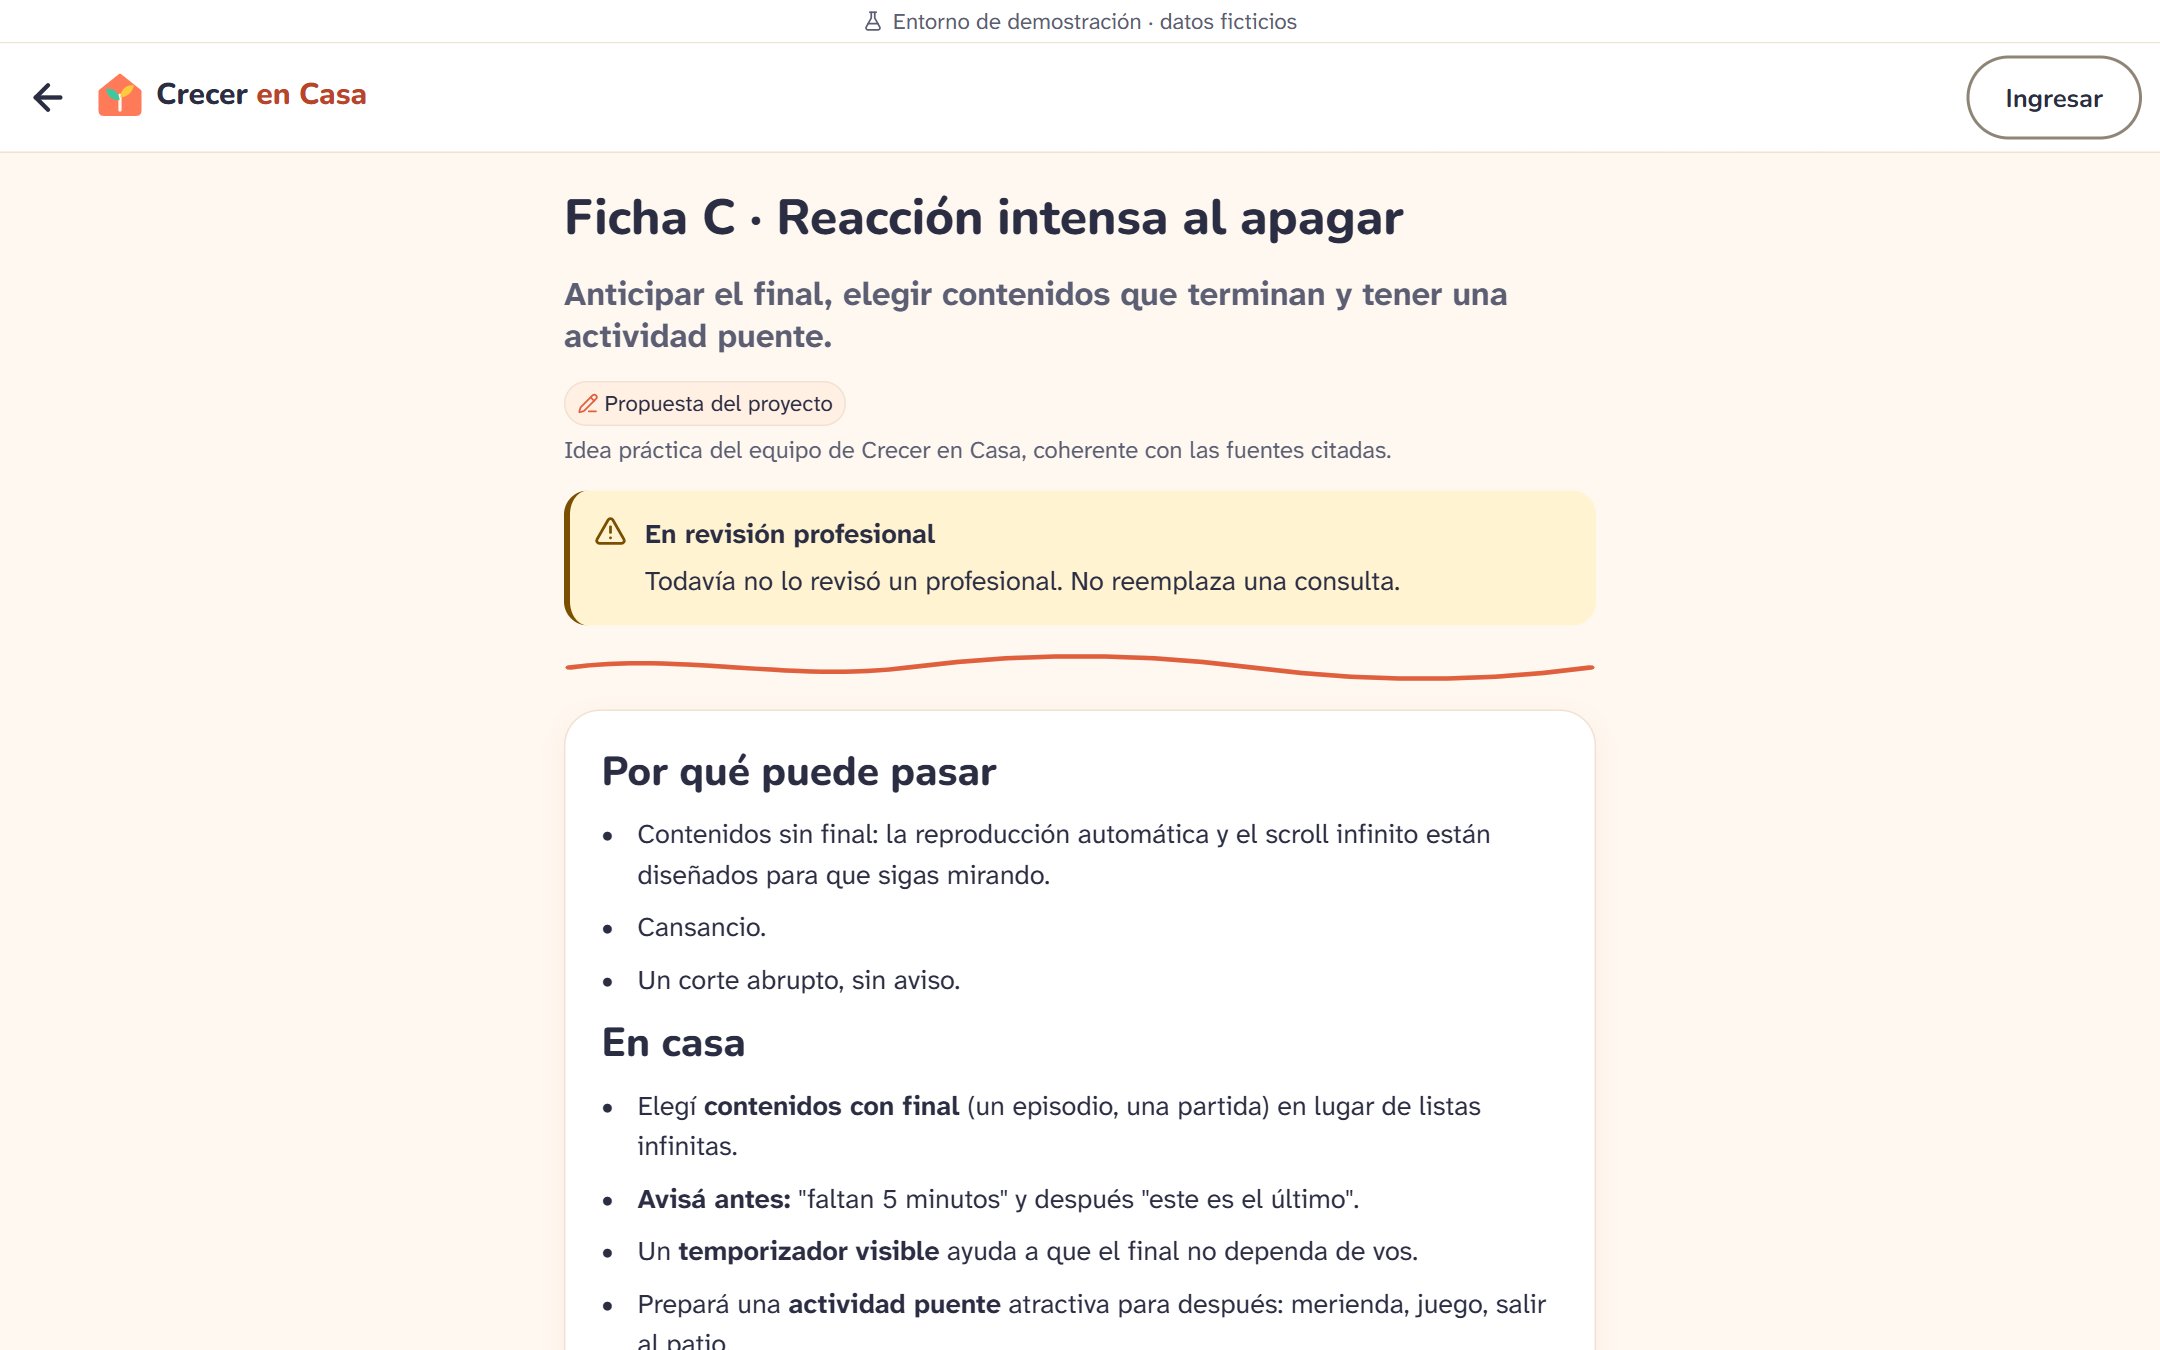 Entorno de demostración · datos ficticios
Crecer en Casa
Ingresar
Ficha C · Reacción intensa al apagar
Anticipar el final, elegir contenidos que terminan y tener una
actividad puente.
Propuesta del proyecto
Idea práctica del equipo de Crecer en Casa, coherente con las fuentes citadas.
En revisión profesional
Todavía no lo revisó un profesional. No reemplaza una consulta.
Por qué puede pasar
• Contenidos sin final: la reproducción automática y el scroll infinito están
diseñados para que sigas mirando.
• Cansancio.
• Un corte abrupto, sin aviso.
En casa
• Elegí contenidos con final (un episodio, una partida) en lugar de listas
infinitas.
• Avisá antes: "faltan 5 minutos" y después "este es el último".
• Un temporizador visible ayuda a que el final no dependa de vos.
• Prepará una actividad puente atractiva para después: merienda, juego, salir
al patio